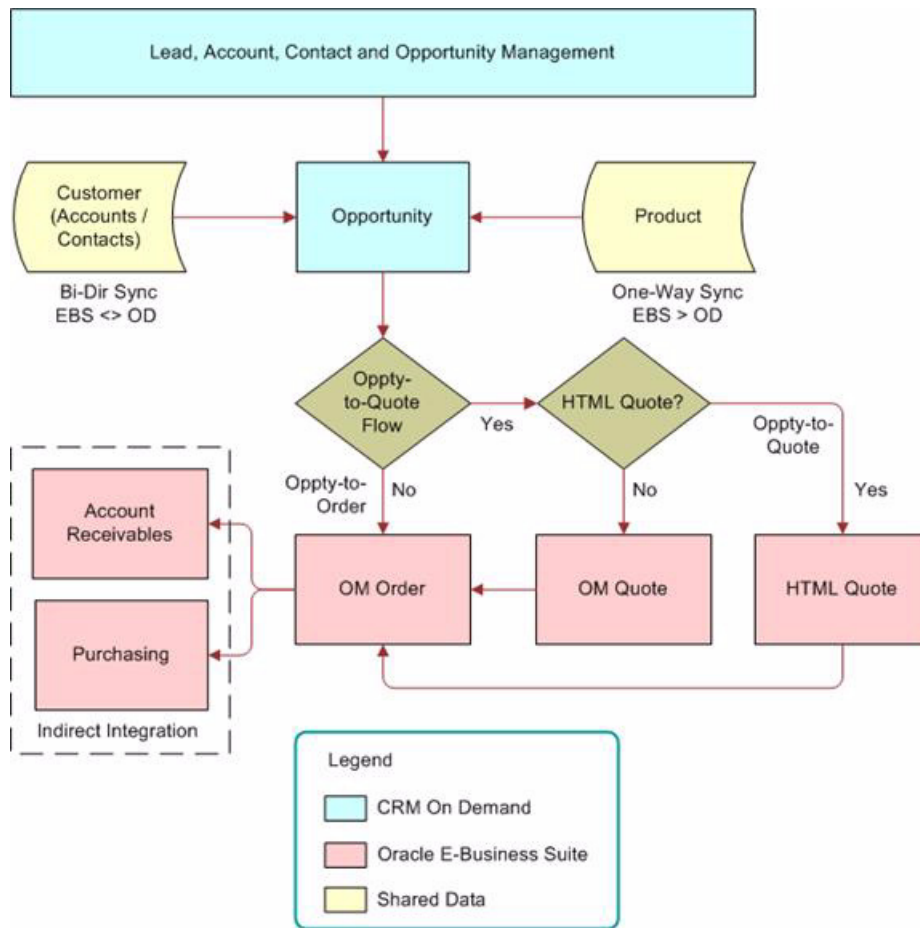 Lead, Account, Contact and Opportunity Management
Customer
(Accounts /
Contacts)
Opportunity
Product
Bi-Dir Sync
EBS <> OD
One-Way Sync
EBS > OD
Oppty-
to-Quote
Flow
Yes
HTML Quote?
Oppty-to-
Quote
Yes
Oppty-to-
Order
No
No
Account
Receivables
OM Order
OM Quote
HTML Quote
Purchasing
Indirect Integration
Legend
CRM On Demand
Oracle E-Business Suite
Shared Data